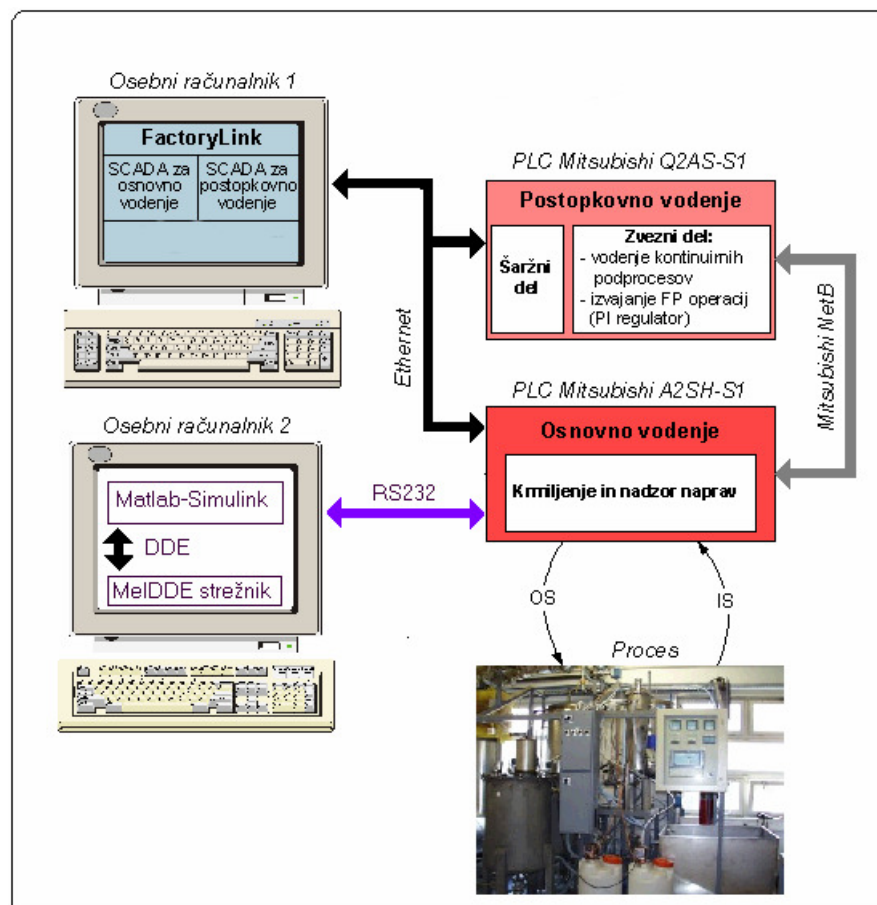 Osebni računalnik 1
FactoryLink
SCADA za
osnovno
vodenje
SCADA za
postopkovno
vodenje
PLC Mitsubishi Q2AS-S1
Postopkovno vodenje
Šaržni
del
Zvezni del:
- vodenje kontinuirnih
podprocesov
- izvajanje FP operacij
(PI regulator)
Ethernet
Mitsubishi NetB
PLC Mitsubishi A2SH-S1
Osnovno vodenje
Krmiljenje in nadzor naprav
Osebni računalnik 2
Matlab-Simulink
DDE
MelDDE strežnik
RS232
OS
IS
Proces